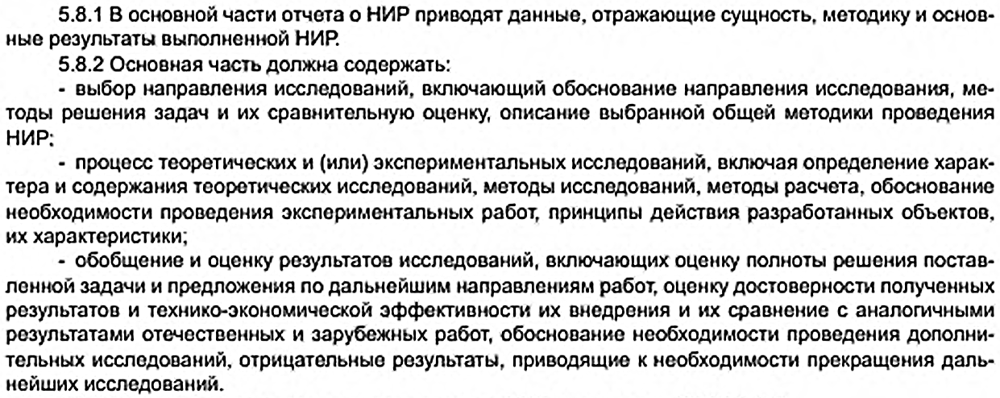 5.8.1 В основной части отчета о НИР приводят данные, отражающие сущность, методику и основ-
ные результаты выполненной НИР.
5.8.2 Основная часть должна содержать:
- выбор направления исследований, включающий обоснование направления исследования, ме-
тоды решения задач и их сравнительную оценку, описание выбранной общей методики проведения
НИР;
- процесс теоретических и (или) экспериментальных исследований, включая определение харак-
тера и содержания теоретических исследований, методы исследований, методы расчета, обоснование
необходимости проведения экспериментальных работ, принципы действия разработанных объектов,
их характеристики;
- обобщение и оценку результатов исследований, включающих оценку полноты решения постав-
ленной задачи и предложения по дальнейшим направлениям работ, оценку достоверности полученных
результатов и технико-экономической эффективности их внедрения и их сравнение с аналогичными
результатами отечественных и зарубежных работ, обоснование необходимости проведения дополни-
тельных исследований, отрицательные результаты, приводящие к необходимости прекращения даль-
нейших исследований.